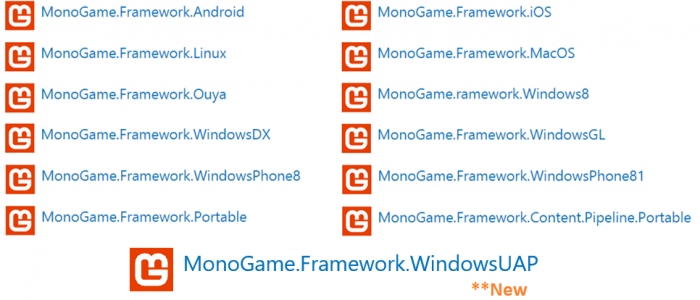 MonoGame.Framework.Android
MonoGame.Framework.iOS
MonoGame.Framework.Linux
MonoGame.Framework.MacOS
MonoGame.Framework.Ouya
MonoGame.ramework.Windows8
MonoGame.Framework.WindowsDX
MonoGame.Framework.WindowsGL
MonoGame.Framework.WindowsPhone8
MonoGame.Framework.WindowsPhone81
MonoGame.Framework.Portable
MonoGame.Framework.Content.Pipeline.Portable
MonoGame.Framework.WindowsUAP
**New